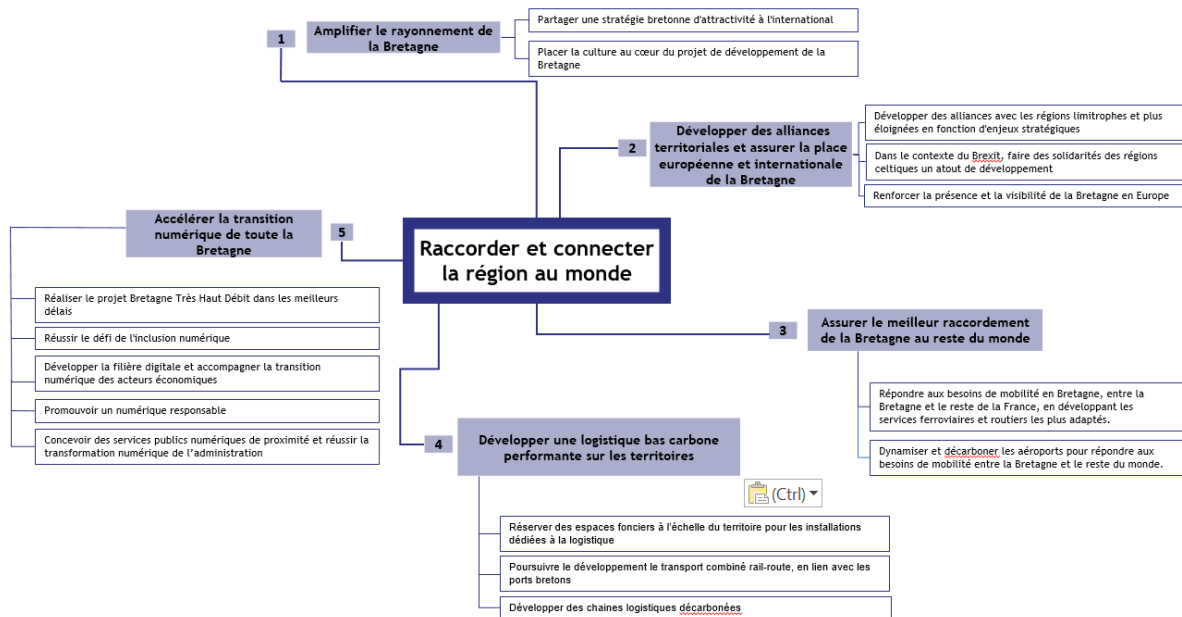 Raccorder et connecter
la région au monde
1
Amplifier le rayonnement de
la Bretagne
Partager une stratégie bretonne d'attractivité à l'international
Placer la culture au cœur du projet de développement de la
Bretagne
2
Développer des alliances
territoriales et assurer la place
européenne et internationale
de la Bretagne
Développer des alliances avec les régions limitrophes et plus
éloignées en fonction d'enjeux stratégiques
Dans le contexte du Brexit, faire des solidarités des régions
celtiques un atout de développement
Renforcer la présence et la visibilité de la Bretagne en Europe
3
Assurer le meilleur raccordement
de la Bretagne au reste du monde
Répondre aux besoins de mobilité en Bretagne, entre la
Bretagne et le reste de la France, en développant les
services ferroviaires et routiers les plus adaptés.
Dynamiser et décarboner les aéroports pour répondre aux
besoins de mobilité entre la Bretagne et le reste du monde.
4
Développer une logistique bas carbone
performante sur les territoires
(Ctrl)
Réserver des espaces fonciers à l'échelle du territoire pour les installations
dédiées à la logistique
Poursuivre le développement le transport combiné rail-route, en lien avec les
ports bretons
Développer des chaines logistiques décarbonées
5
Accélérer la transition
numérique de toute la
Bretagne
Réaliser le projet Bretagne Très Haut Débit dans les meilleurs
délais
Réussir le défi de l'inclusion numérique
Développer la filière digitale et accompagner la transition
numérique des acteurs économiques
Promouvoir un numérique responsable
Concevoir des services publics numériques de proximité et réussir la
transformation numérique de l'administration